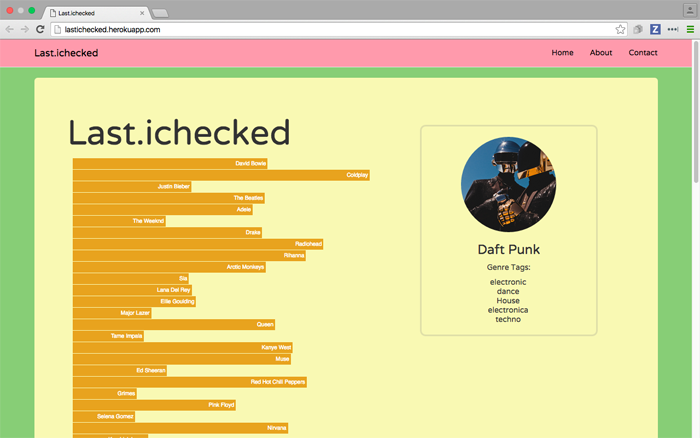 Last.ichecked
lastichecked.herokuapp.com
Last.ichecked
Home About Contact
Last.ichecked
David Bowie
Coldplay
Justin Bieber
The Beatles
Adele
The Weeknd
Drake
Radiohead
Rihanna
Arctic Monkeys
Sia
Lana Del Rey
Ellie Goulding
Major Lazer
Queen
Tame Impala
Kanye West
Muse
Ed Sheeran
Red Hot Chili Peppers
Grimes
Pink Floyd
Selena Gomez
Nirvana
Daft Punk
Genre Tags:
electronic
dance
House
electronica
techno